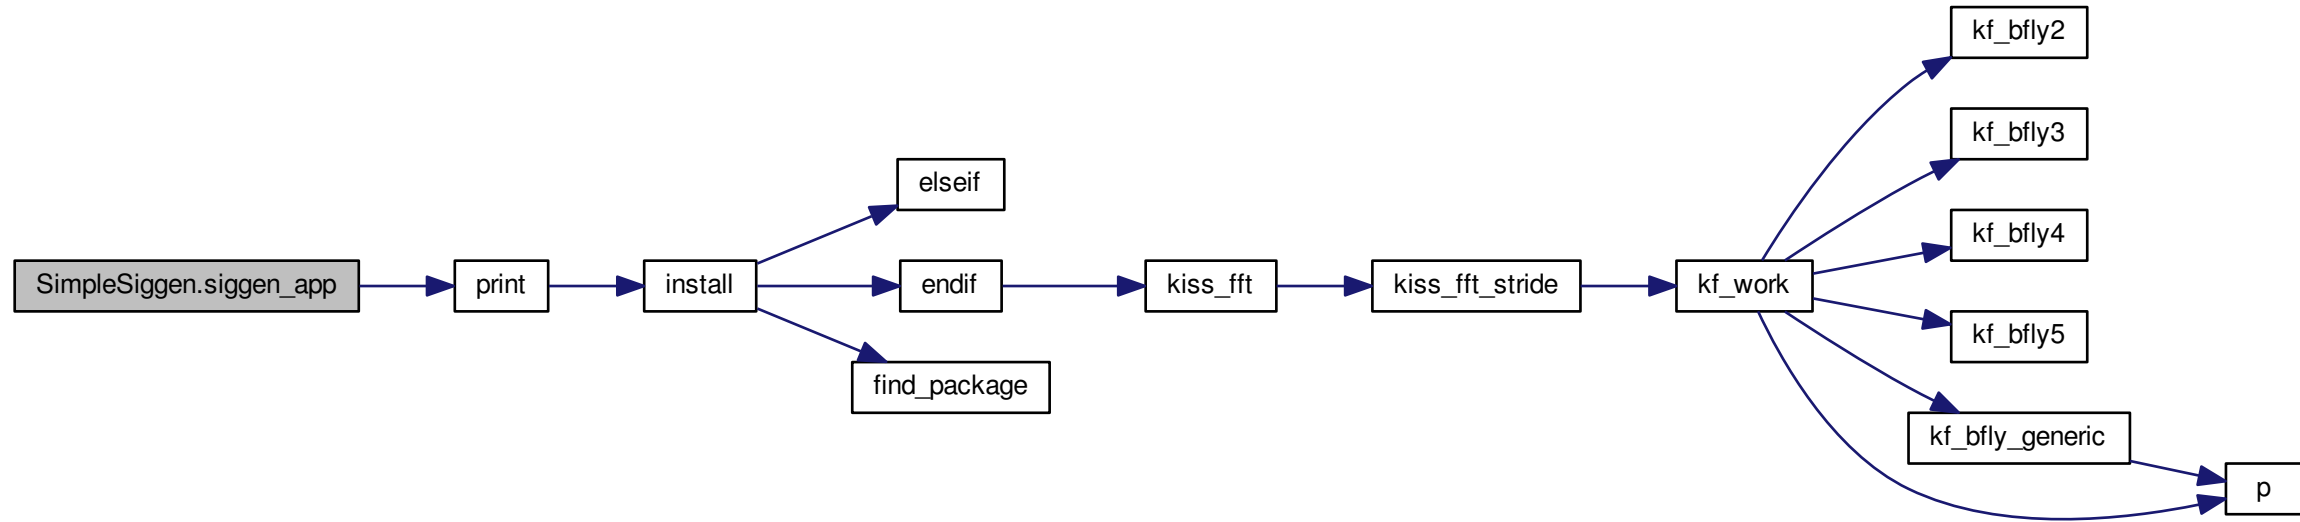 SimpleSiggen.siggen_app
print
install
elseif
endif
find_package
kiss_fft
kiss_fft_stride
kf_work
kf_bfly2
kf_bfly3
kf_bfly4
kf_bfly5
kf_bfly_generic
p